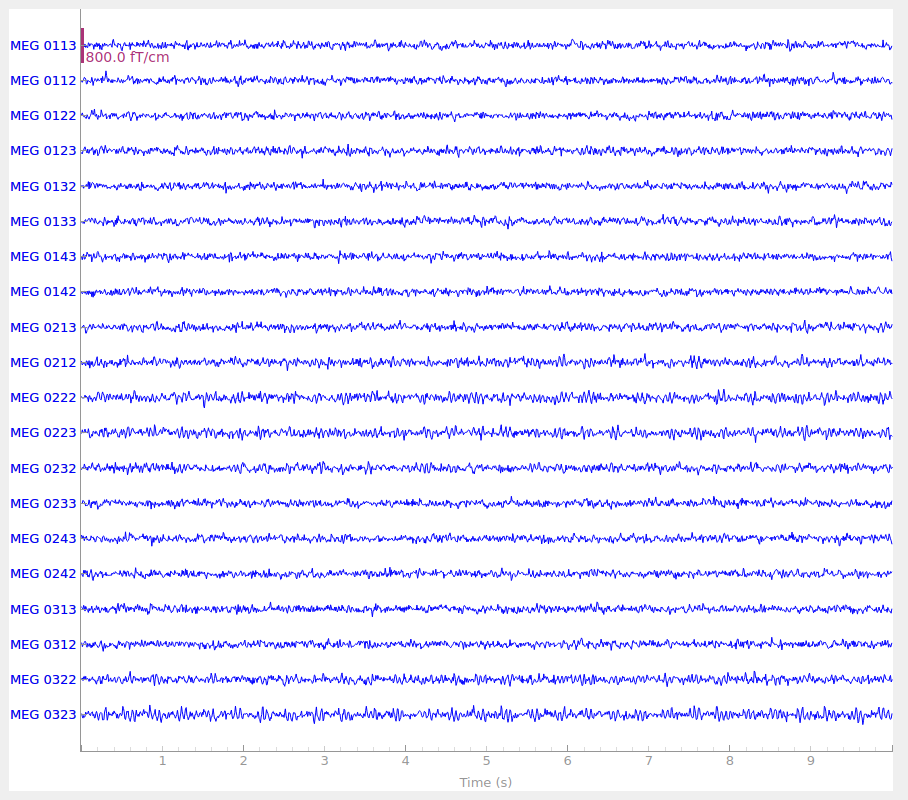 MEG 0113
800.0 fT/cm
MEG 0112
MEG 0122
MEG 0123
MEG 0132
MEG 0133
MEG 0143
MEG 0142
MEG 0213
MEG 0212
MEG 0222
MEG 0223
MEG 0232
MEG 0233
MEG 0243
MEG 0242
MEG 0313
MEG 0312
MEG 0322
MEG 0323
1 2 3 4 5 6 7 8 9
Time (s)